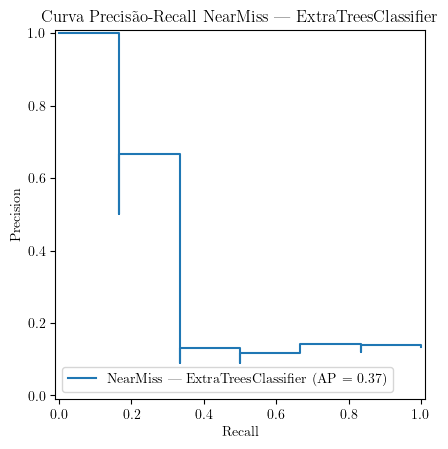 Curva Precisão-Recall NearMiss — ExtraTreesClassifier
1.0
0.8
0.6
0.4
0.2
0.0
Precision
NearMiss — ExtraTreesClassifier (AP = 0.37)
0.0 0.2 0.4 0.6 0.8 1.0
Recall